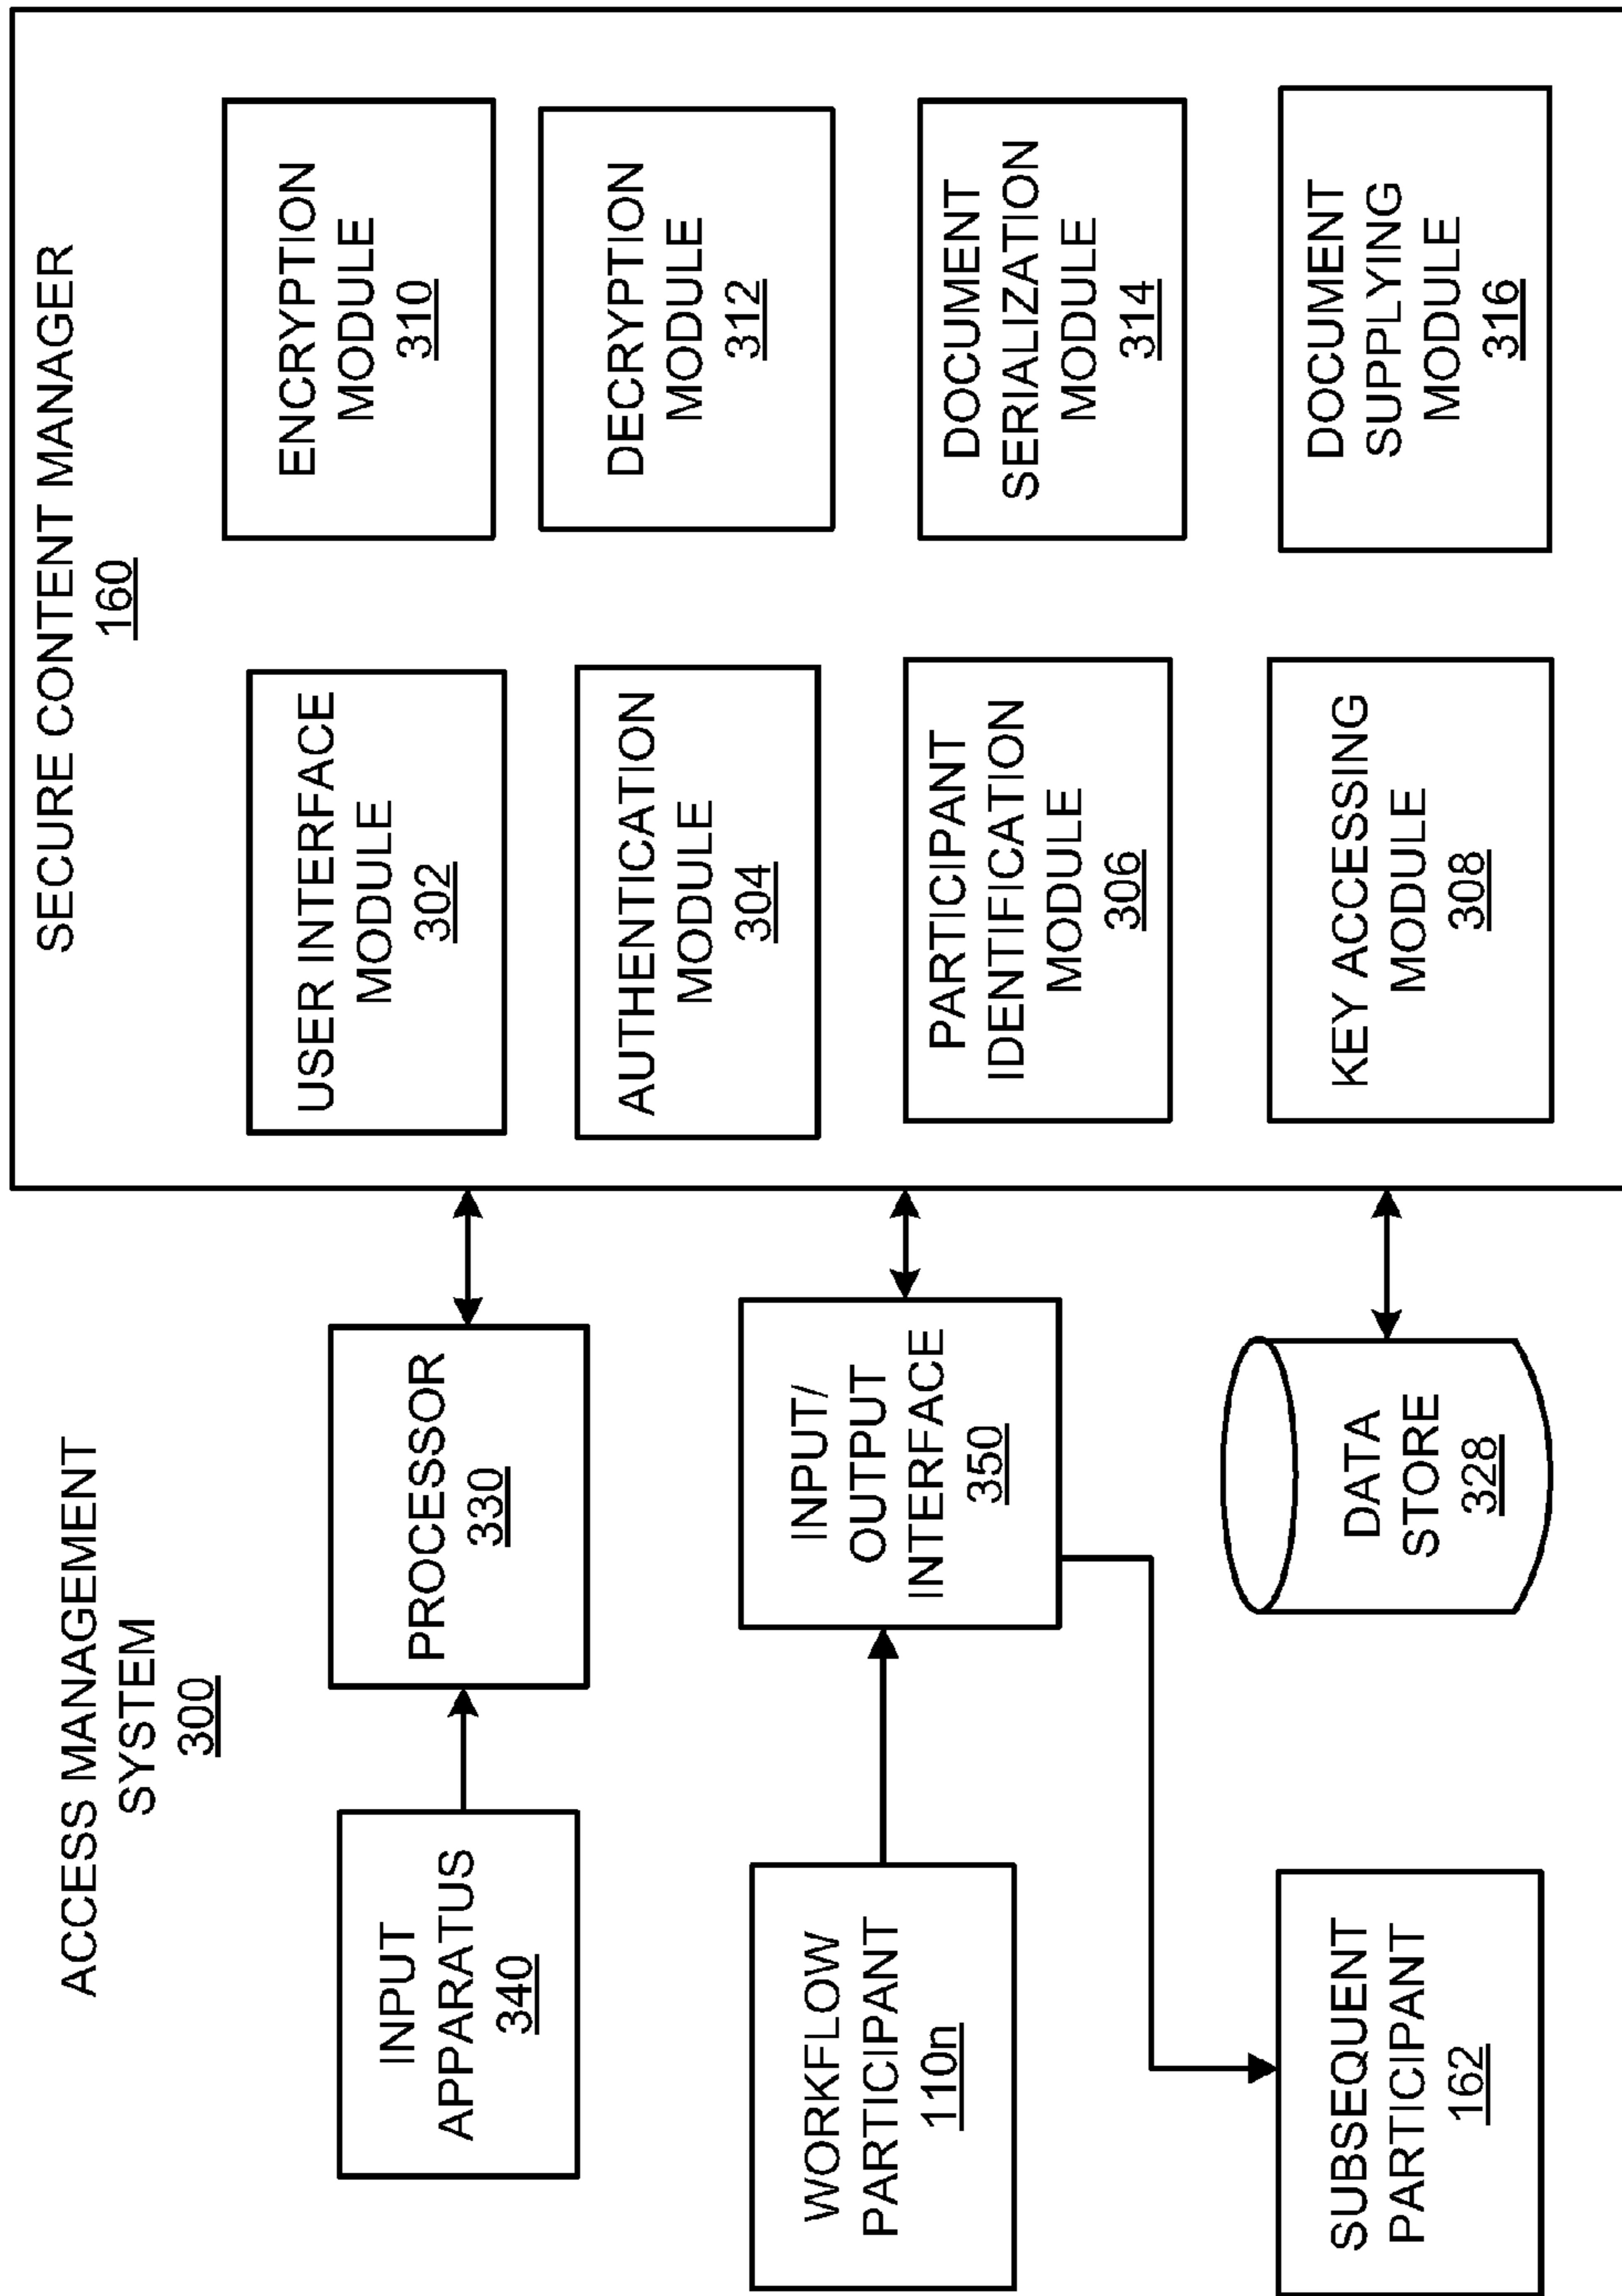 ACCESS MANAGEMENT
SYSTEM
300
INPUT
APPARATUS
340
PROCESSOR
330
WORKFLOW
PARTICIPANT
110n
INPUT/
OUTPUT
INTERFACE
350
SUBSEQUENT
PARTICIPANT
162
DATA
STORE
328
SECURE CONTENT MANAGER
160
USER INTERFACE
MODULE
302
ENCRYPTION
MODULE
310
AUTHENTICATION
MODULE
304
DECRYPTION
MODULE
312
PARTICIPANT
IDENTIFICATION
MODULE
306
DOCUMENT
SERIALIZATION
MODULE
314
KEY ACCESSING
MODULE
308
DOCUMENT
SUPPLYING
MODULE
316